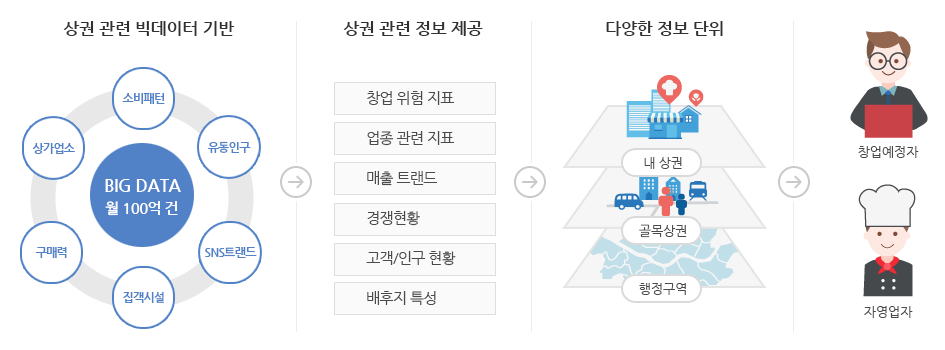 상권 관련 빅데이터 기반
소비패턴
상가업소
유동인구
BIG DATA
월 100억 건
구매력
SNS트랜드
집객시설
상권 관련 정보 제공
창업 위험 지표
업종 관련 지표
매출 트랜드
경쟁현황
고객/인구 현황
배후지 특성
다양한 정보 단위
내 상권
골목상권
행정구역
창업예정자
자영업자